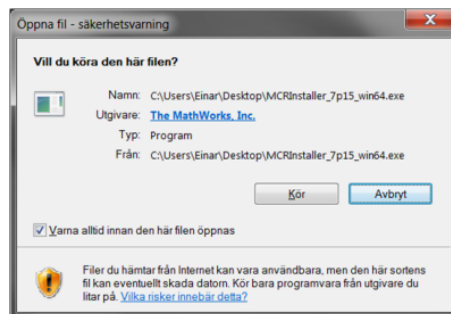 Öppna fil - säkerhetsvarning
Vill du köra den här filen?
Namn: C:\Users\Einar\Desktop\MCRInstaller_7p15_win64.exe
Utgivare: The MathWorks, Inc.
Typ: Program
Från: C:\Users\Einar\Desktop\MCRInstaller_7p15_win64.exe
Kör Avbryt
Varna alltid innan den här filen öppnas
Filer du hämtar från Internet kan vara användbara, men den här sortens
fil kan eventuellt skada datorn. Kör bara programvara från utgivare du
litar på. Vilka risker innebär detta?